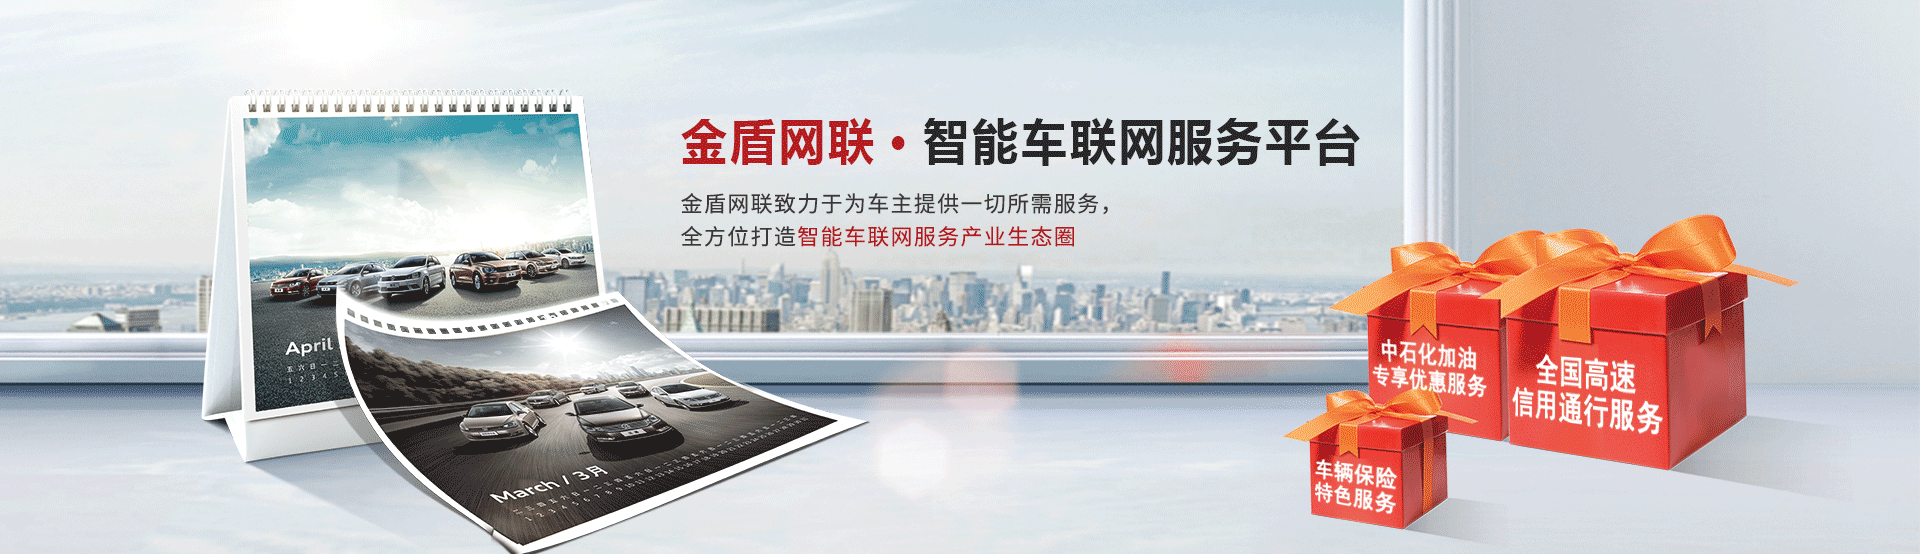 金盾网联·智能车联网服务平台
金盾网联致力于为车主提供一切所需服务，
全方位打造智能车联网服务产业生态圈
April
March / 3月
中石化加油
专享优惠服务
全国高速
信用通行服务
车辆保险
特色服务